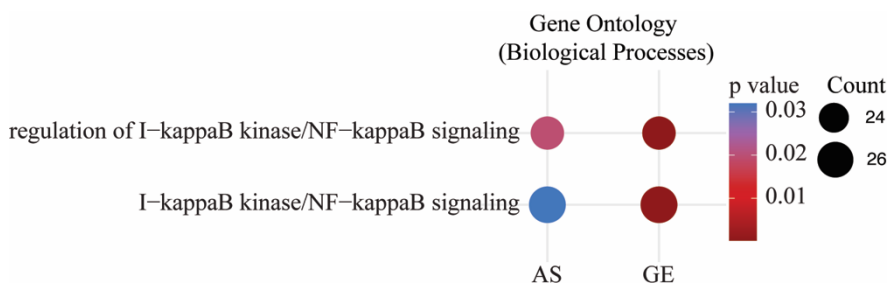 Gene Ontology
(Biological Processes)
p value
Count
0.03
24
regulation of I−kappaB kinase/NF−kappaB signaling
0.02
26
0.01
I−kappaB kinase/NF−kappaB signaling
AS
GE